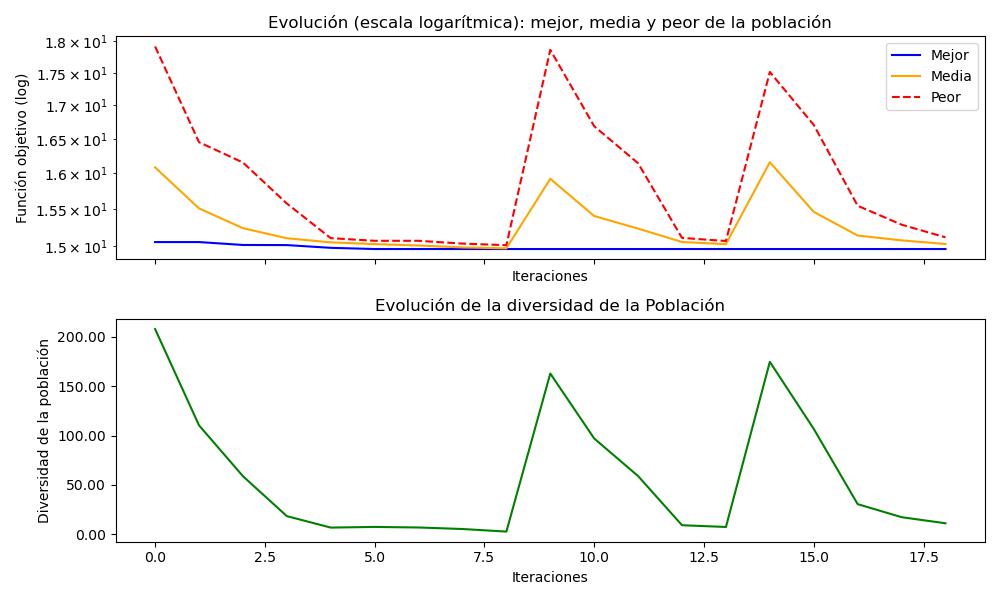 Evolución (escala logarítmica): mejor, media y peor de la población
Función objetivo (log)
1.8 × 10¹
1.75 × 10¹
1.7 × 10¹
1.65 × 10¹
1.6 × 10¹
1.55 × 10¹
1.5 × 10¹
Mejor
Media
Peor
Iteraciones
Evolución de la diversidad de la Población
Diversidad de la población
200.00
150.00
100.00
50.00
0.00
0.0 2.5 5.0 7.5 10.0 12.5 15.0 17.5
Iteraciones